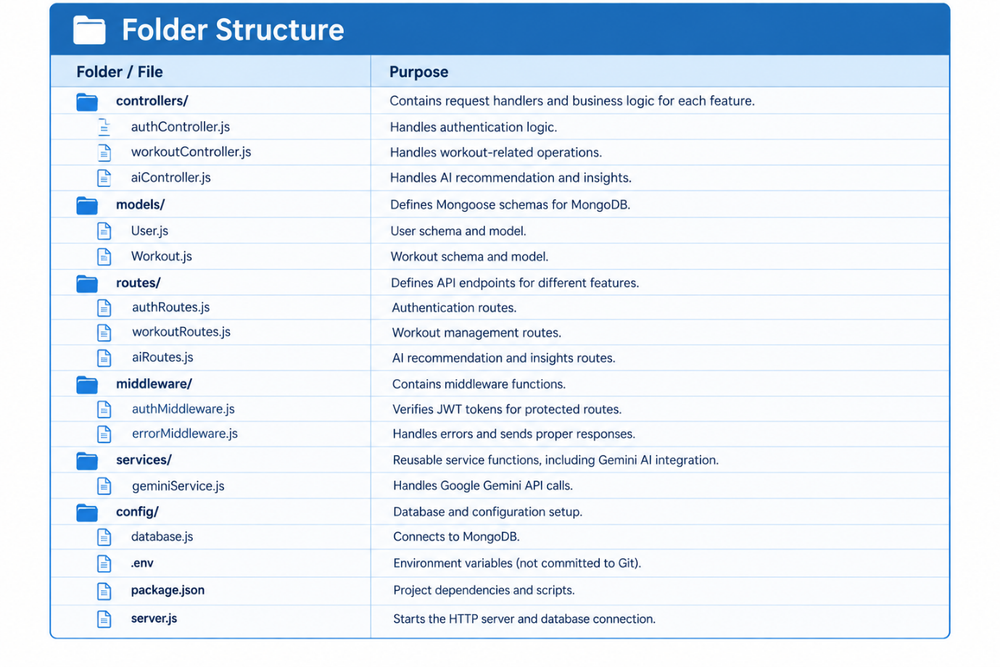 Folder Structure
Folder / File Purpose
controllers/ Contains request handlers and business logic for each feature.
authController.js Handles authentication logic.
workoutController.js Handles workout-related operations.
aiController.js Handles AI recommendation and insights.
models/ Defines Mongoose schemas for MongoDB.
User.js User schema and model.
Workout.js Workout schema and model.
routes/ Defines API endpoints for different features.
authRoutes.js Authentication routes.
workoutRoutes.js Workout management routes.
aiRoutes.js AI recommendation and insights routes.
middleware/ Contains middleware functions.
authMiddleware.js Verifies JWT tokens for protected routes.
errorMiddleware.js Handles errors and sends proper responses.
services/ Reusable service functions, including Gemini AI integration.
geminiService.js Handles Google Gemini API calls.
config/ Database and configuration setup.
database.js Connects to MongoDB.
.env Environment variables (not committed to Git).
package.json Project dependencies and scripts.
server.js Starts the HTTP server and database connection.